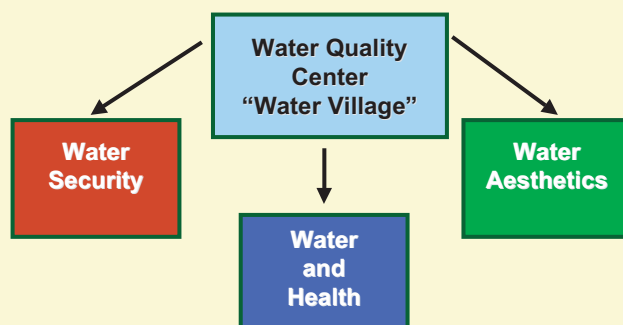 Water Quality
Center
“Water Village”
Water
Security
Water
Aesthetics
Water
and
Health